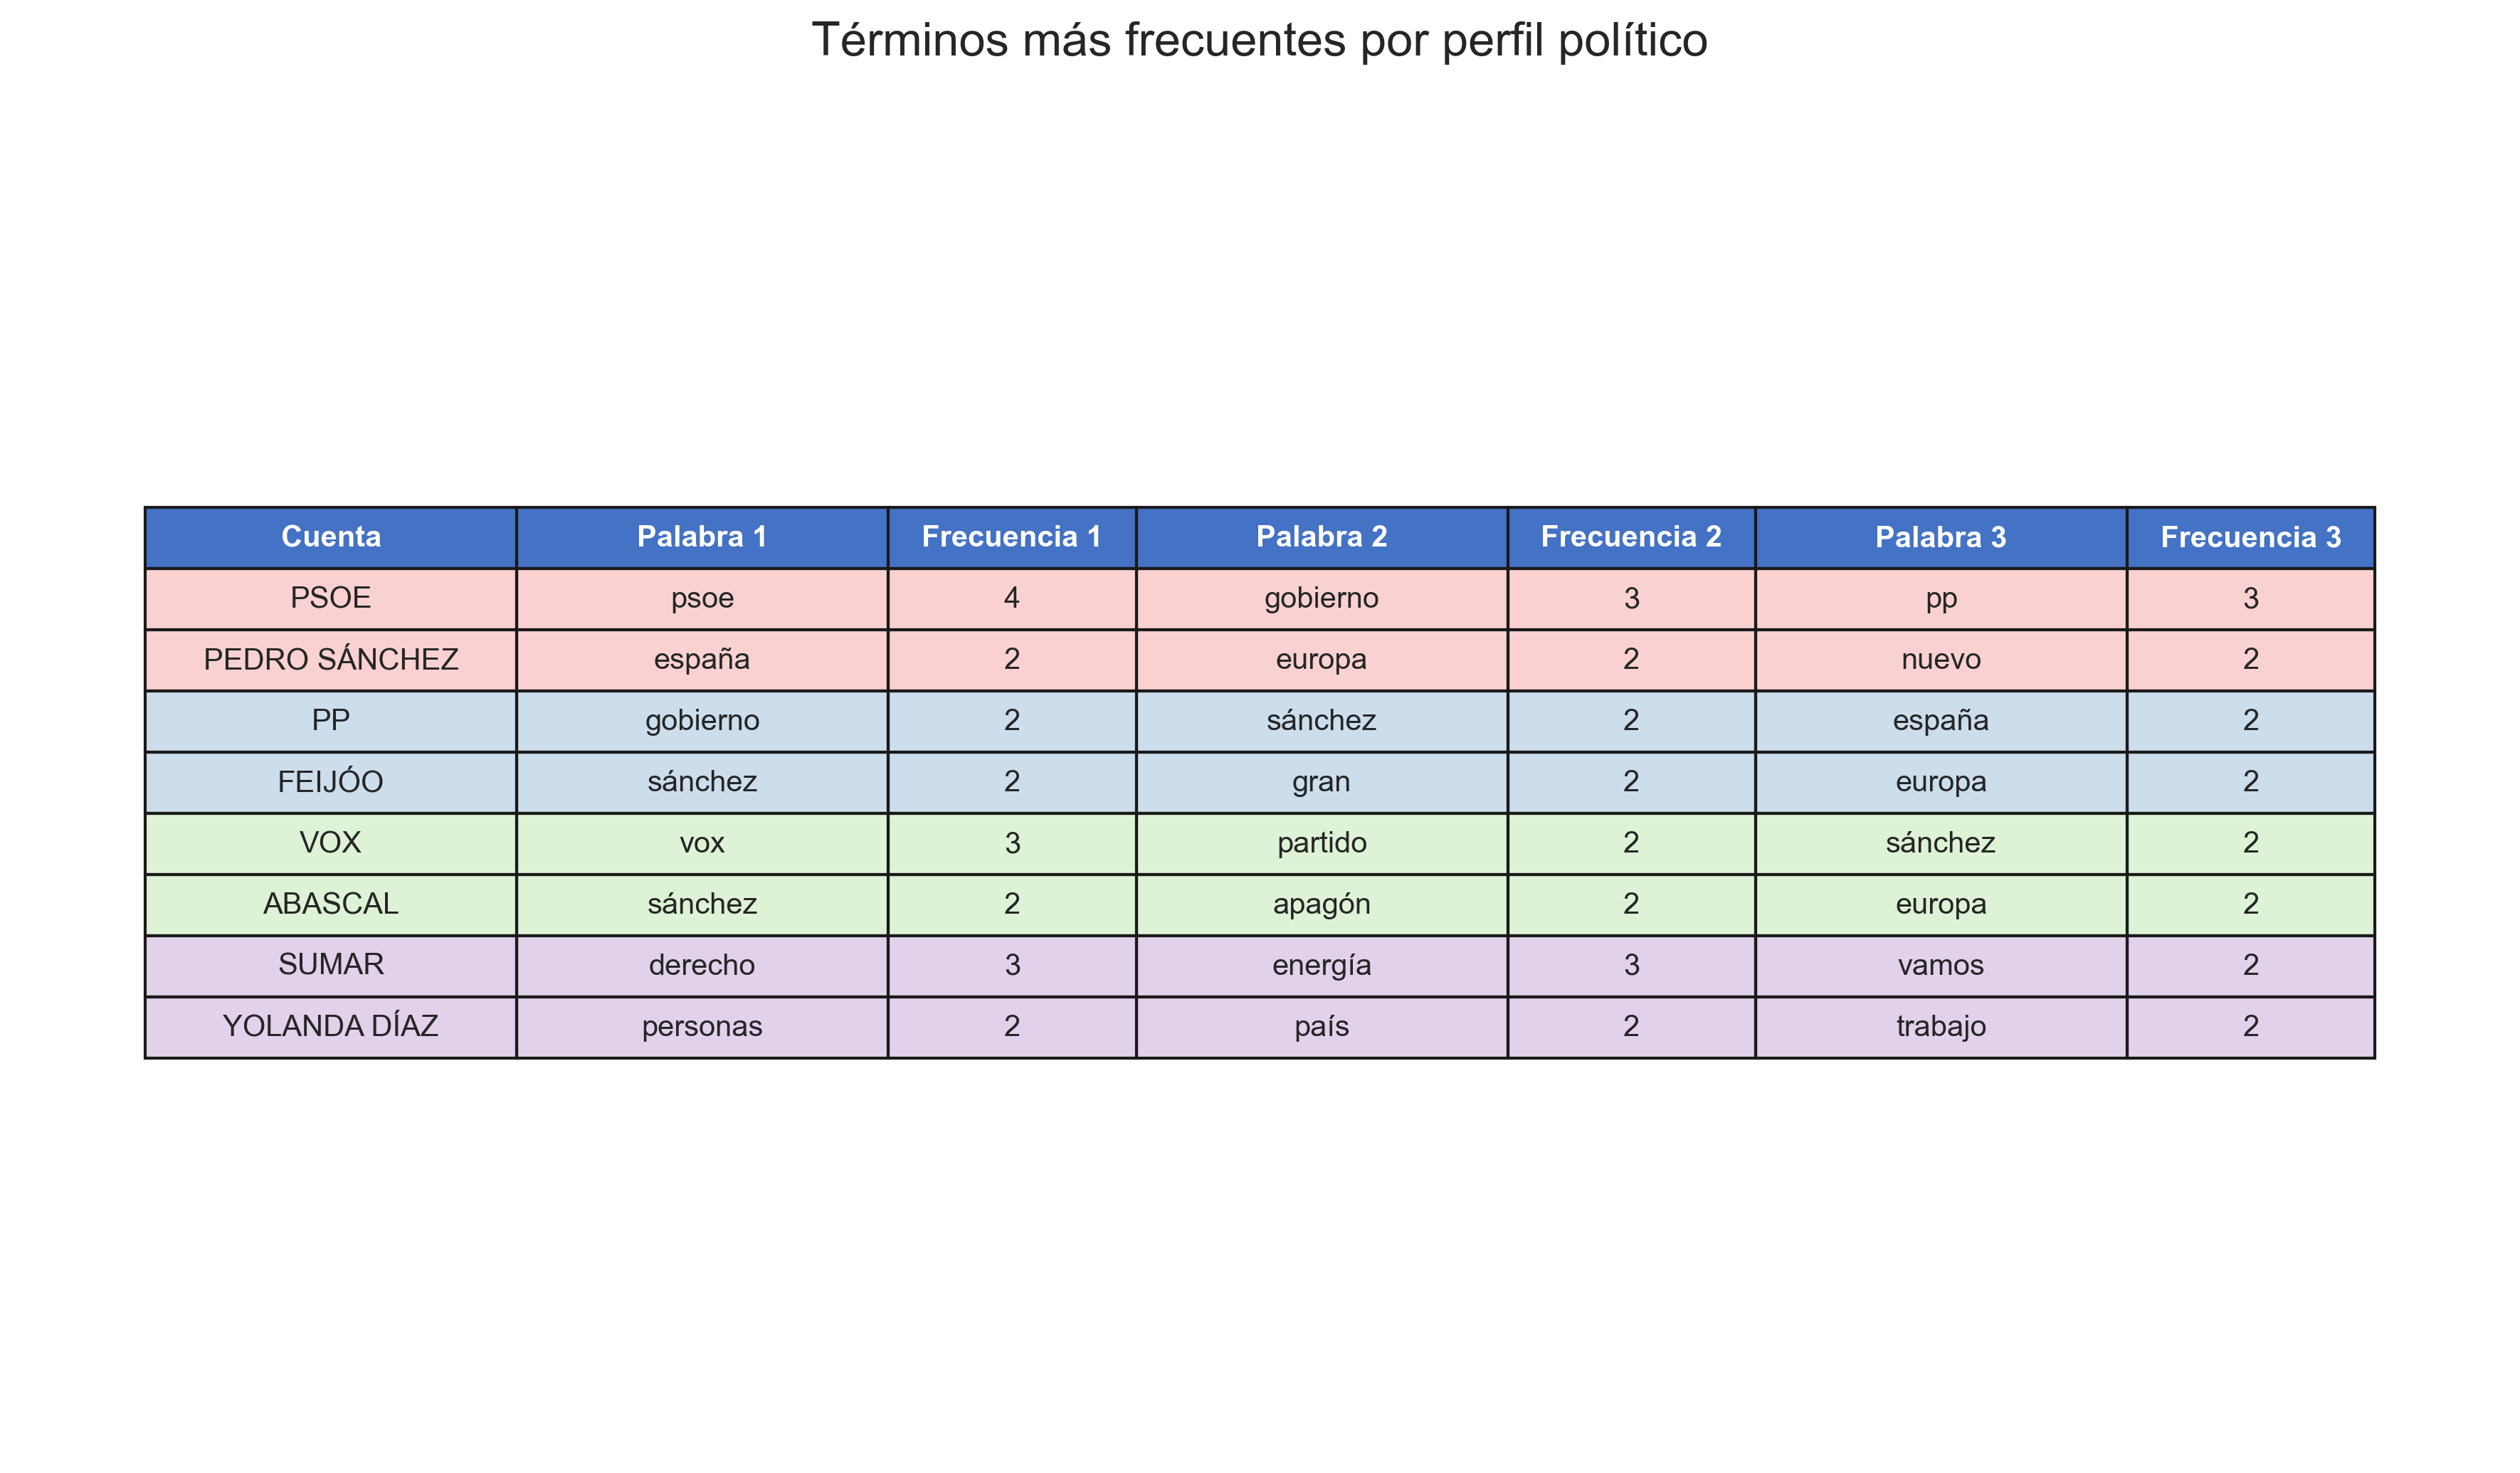 Términos más frecuentes por perfil político
Cuenta Palabra 1 Frecuencia 1 Palabra 2 Frecuencia 2 Palabra 3 Frecuencia 3
PSOE psoe 4 gobierno 3 pp 3
PEDRO SÁNCHEZ españa 2 europa 2 nuevo 2
PP gobierno 2 sánchez 2 españa 2
FEIJÓO sánchez 2 gran 2 europa 2
VOX vox 3 partido 2 sánchez 2
ABASCAL sánchez 2 apagón 2 europa 2
SUMAR derecho 3 energía 3 vamos 2
YOLANDA DÍAZ personas 2 país 2 trabajo 2